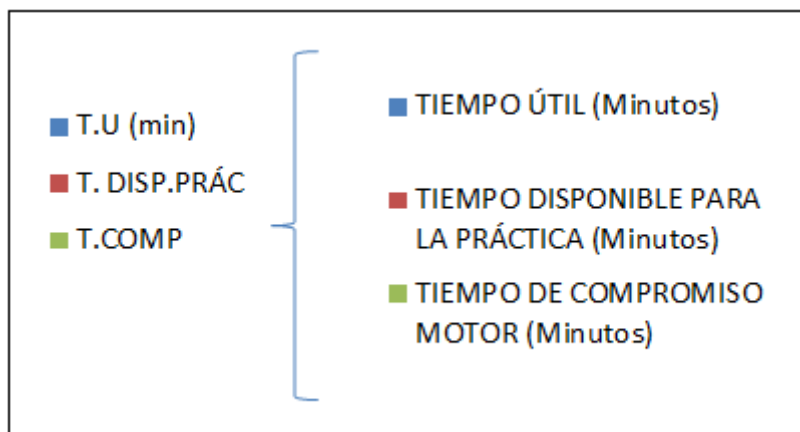 T.U (min)
T. DISP.PRÁC
T.COMP
TIEMPO ÚTIL (Minutos)
TIEMPO DISPONIBLE PARA
LA PRÁCTICA (Minutos)
TIEMPO DE COMPROMISO
MOTOR (Minutos)